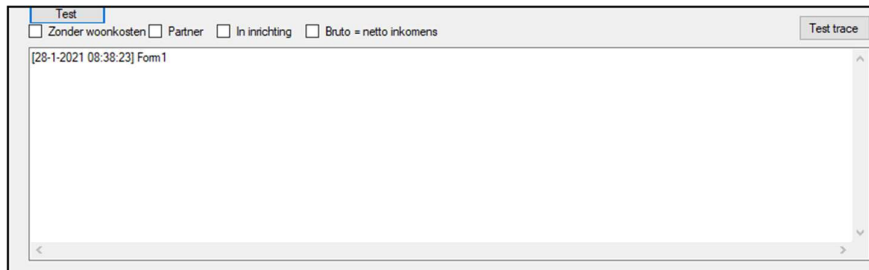 Test
Zonder woonkosten Partner In inrichting Bruto = netto inkomens Test trace
[28-1-2021 08:38:23] Form1